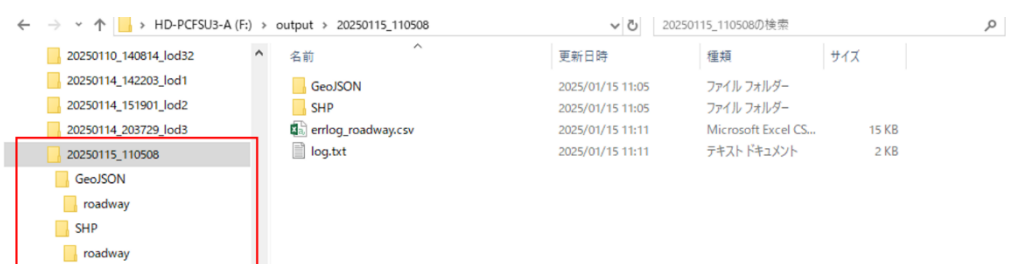 HD-PCFSU3-A (F:) › output › 20250115_110508
20250115_110508の検索
20250110_140814_lod32
20250114_142203_lod1
20250114_151901_lod2
20250114_203729_lod3
20250115_110508
GeoJSON
roadway
SHP
roadway
名前 更新日時 種類 サイズ
GeoJSON 2025/01/15 11:05 ファイル フォルダー
SHP 2025/01/15 11:05 ファイル フォルダー
errlog_roadway.csv 2025/01/15 11:11 Microsoft Excel CS... 15 KB
log.txt 2025/01/15 11:11 テキスト ドキュメント 2 KB